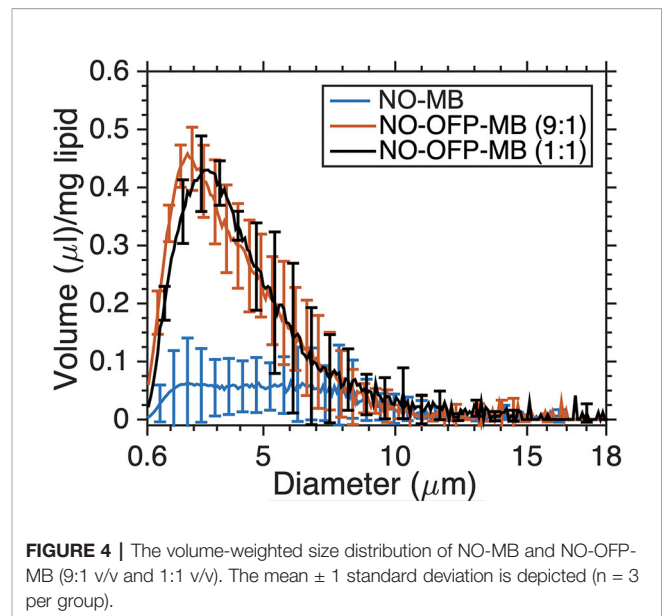 0.6
0.5
0.4
0.3
0.2
0.1
0
Volume (μl)/mg lipid
NO-MB
NO-OFP-MB (9:1)
NO-OFP-MB (1:1)
0.6 5 10 15 18
Diameter (μm)
FIGURE 4 | The volume-weighted size distribution of NO-MB and NO-OFP-
MB (9:1 v/v and 1:1 v/v). The mean ± 1 standard deviation is depicted (n = 3
per group).